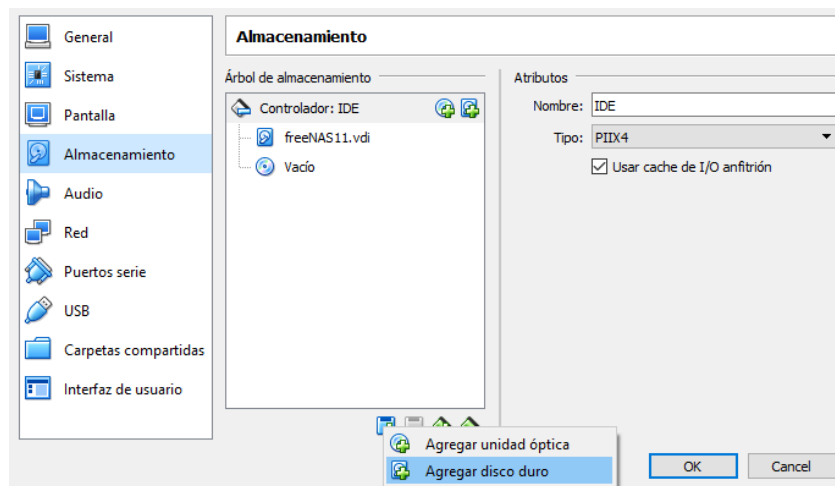 General
Sistema
Pantalla
Almacenamiento
Audio
Red
Puertos serie
USB
Carpetas compartidas
Interfaz de usuario
Almacenamiento
Árbol de almacenamiento
Controlador: IDE
freeNAS11.vdi
Vacío
Atributos
Nombre: IDE
Tipo: PIIX4
Usar cache de I/O anfitrión
Agregar unidad óptica
Agregar disco duro
OK Cancel